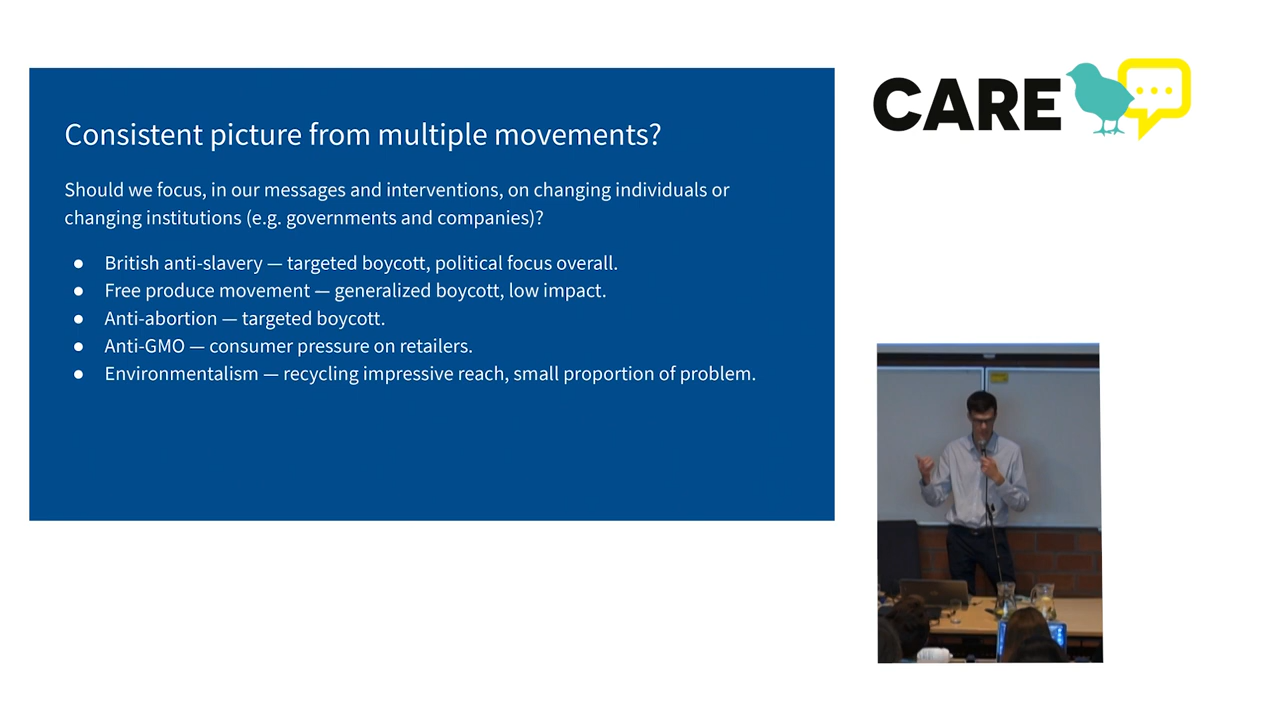 CARE
Consistent picture from multiple movements?
Should we focus, in our messages and interventions, on changing individuals or
changing institutions (e.g. governments and companies)?
● British anti-slavery — targeted boycott, political focus overall.
● Free produce movement — generalized boycott, low impact.
● Anti-abortion — targeted boycott.
● Anti-GMO — consumer pressure on retailers.
● Environmentalism — recycling impressive reach, small proportion of problem.